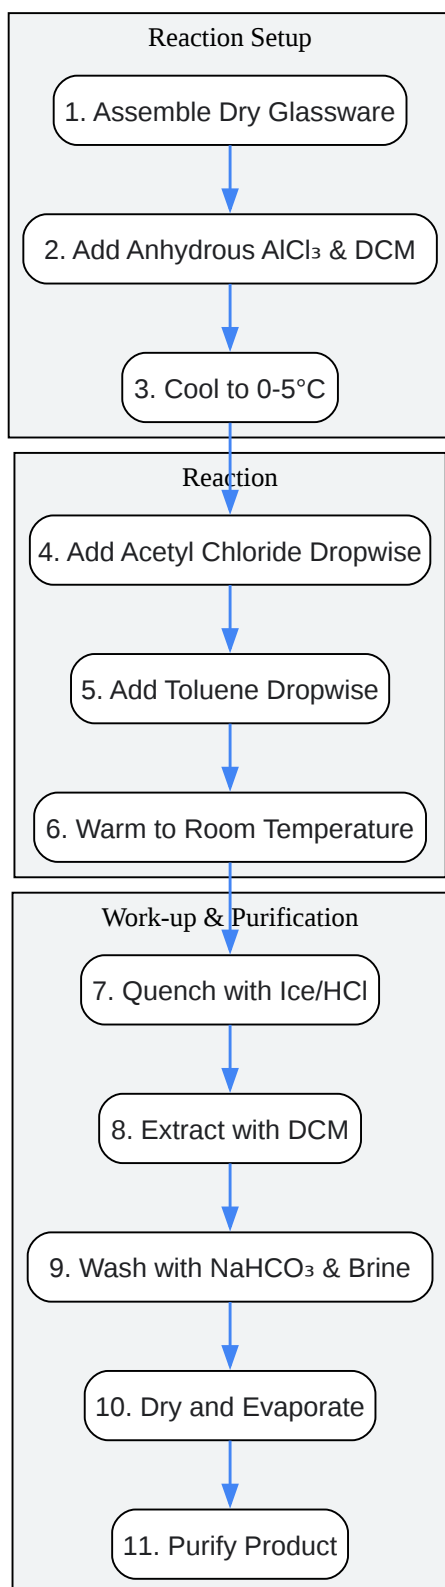 Reaction Setup
1. Assemble Dry Glassware
2. Add Anhydrous AlCl₃ & DCM
3. Cool to 0-5°C
Reaction
4. Add Acetyl Chloride Dropwise
5. Add Toluene Dropwise
6. Warm to Room Temperature
Work-up & Purification
7. Quench with Ice/HCl
8. Extract with DCM
9. Wash with NaHCO₃ & Brine
10. Dry and Evaporate
11. Purify Product